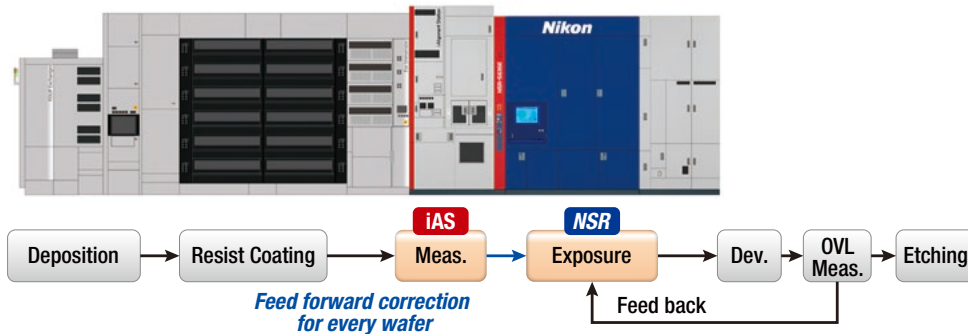 Nikon
iAS
NSR
Deposition
Resist Coating
Meas.
Exposure
Dev.
OVL
Meas.
Etching
Feed forward correction
for every wafer
Feed back